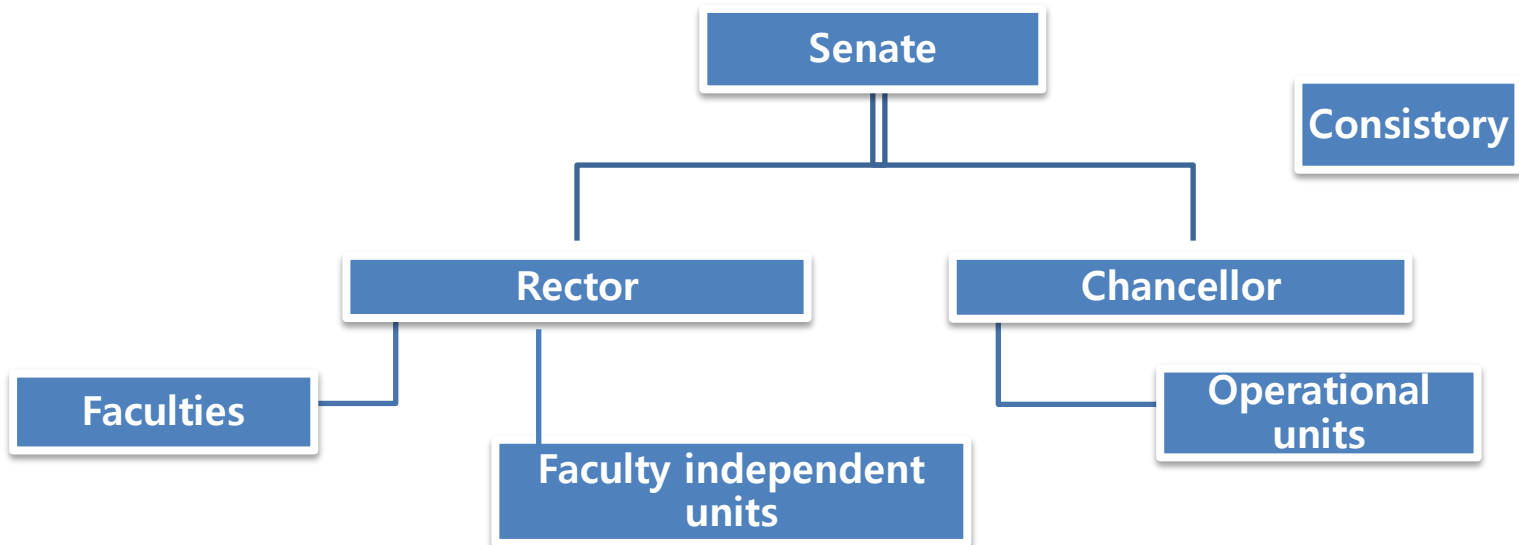 Senate
Consistory
Rector
Chancellor
Faculties
Operational
units
Faculty independent
units